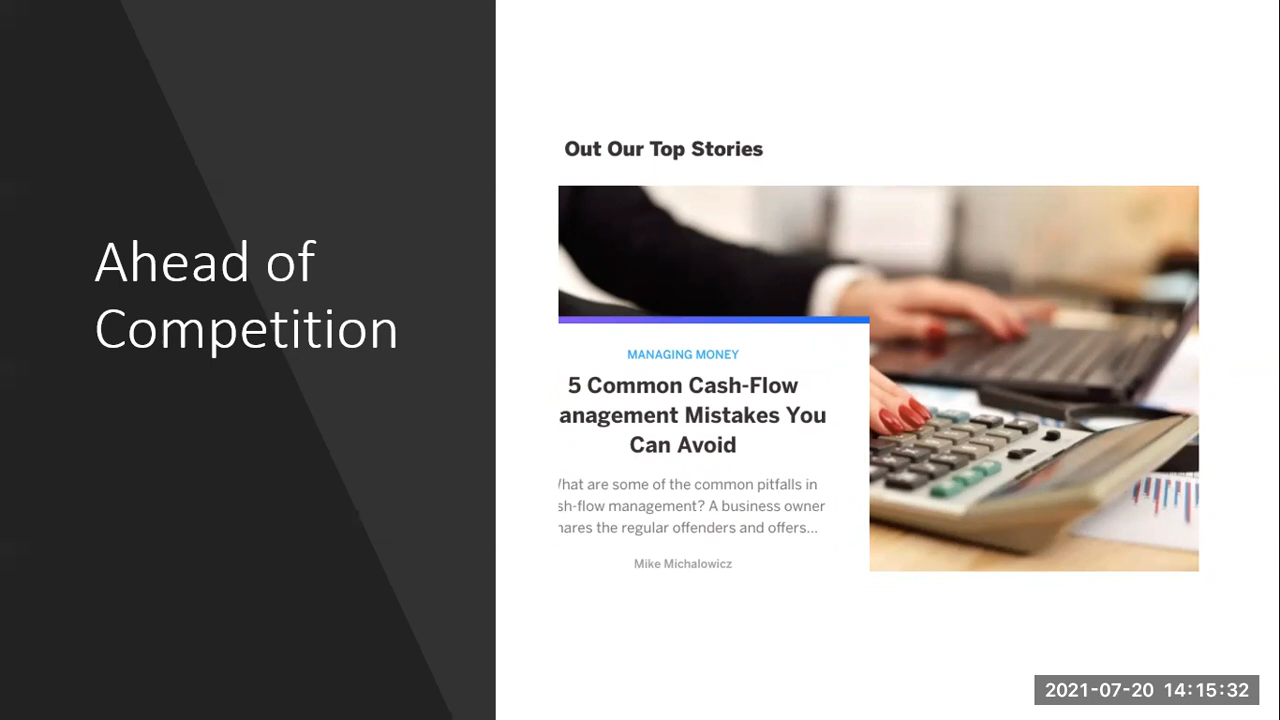 Ahead of
Competition
Out Our Top Stories
MANAGING MONEY
5 Common Cash-Flow
anagement Mistakes You
Can Avoid
hat are some of the common pitfalls in
sh-flow management? A business owner
hares the regular offenders and offers...
Mike Michalowicz
2021-07-20 14:15:32